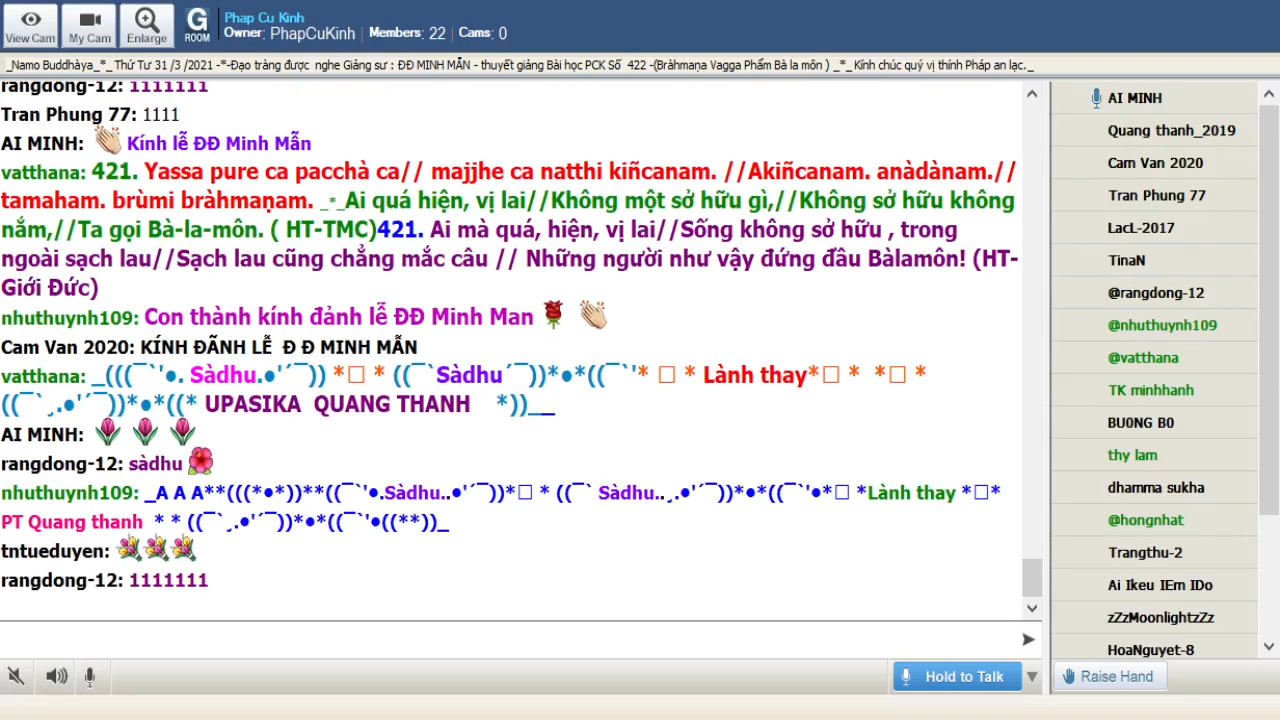 Phap Cu Kinh
Owner: PhapCuKinh | Members: 22 | Cams: 0
View Cam
My Cam
Enlarge
G ROOM
_Namo Buddhàya_*_ Thứ Tư 31 /3 /2021 -*-Đạo tràng được nghe Giảng sư : ĐĐ MINH MẪN - thuyết giảng Bài học PCK Số 422 -(Bràhmaṇa Vagga Phẩm Bà la môn ) _*_ Kính chúc quý vị thính Pháp an lạc._
rangdong-12: 1111111
Tran Phung 77: 1111
AI MINH: Kính lễ ĐĐ Minh Mẫn
vatthana: 421. Yassa pure ca pacchà ca// majjhe ca natthi kiñcanam. //Akiñcanam. anàdànam.//
tamaham. brùmi bràhmaṇam. _*_Ai quá hiện, vị lai//Không một sở hữu gì,//Không sở hữu không
nắm,//Ta gọi Bà-la-môn. ( HT-TMC)421. Ai mà quá, hiện, vị lai//Sống không sở hữu , trong
ngoài sạch lau//Sạch lau cũng chẳng mắc câu // Những người như vậy đứng đầu Bàlamôn! (HT-
Giới Đức)
nhuthuynh109: Con thành kính đảnh lễ ĐĐ Minh Man
Cam Van 2020: KÍNH ĐÃNH LỄ Đ Đ MINH MẪN
vatthana: _(((¯`'●. Sàdhu.●'´¯)) *□ * ((¯`Sàdhu´¯))*●*((¯`'* □ * Lành thay*□ * *□ *
((¯`¸.●'´¯))*●*((* UPASIKA QUANG THANH *))__
AI MINH:
rangdong-12: sàdhu
nhuthuynh109: _A A A**(((*●*))**((¯`'●.Sàdhu..●'´¯))*□ * ((¯` Sàdhu..¸.●'´¯))*●*((¯`'●*□ *Lành thay *□*
PT Quang thanh * * ((¯`¸.●'´¯))*●*((¯`'●((**))_
tntueduyen:
rangdong-12: 1111111
AI MINH
Quang thanh_2019
Cam Van 2020
Tran Phung 77
LacL-2017
TinaN
@rangdong-12
@nhuthuynh109
@vatthana
TK minhhanh
BU0NG B0
thy lam
dhamma sukha
@hongnhat
Trangthu-2
Ai Ikeu IEm IDo
zZzMoonlightzZz
HoaNguyet-8
Hold to Talk
Raise Hand